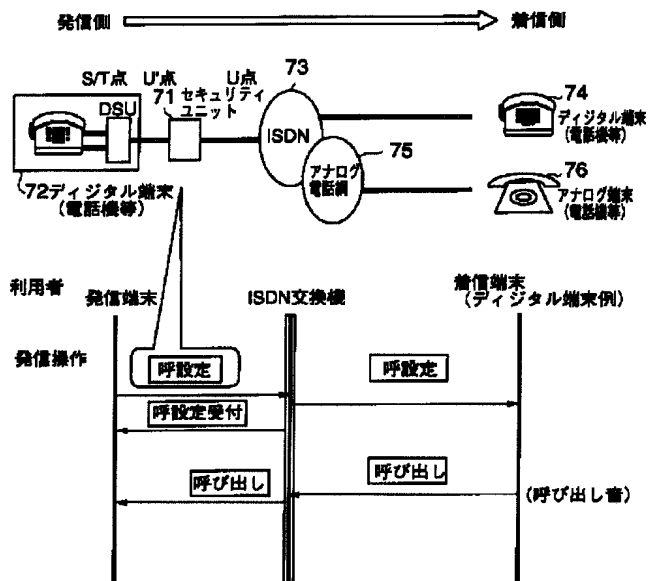 発信側
着信側
S/T点 U'点 U点
73
71 セキュリティ
ユニット
DSU
ISDN
74
ディジタル端末
(電話機等)
75
アナログ
電話網
76
アナログ端末
(電話機等)
72ディジタル端末
(電話機等)
利用者
発信端末
ISDN交換機
着信端末
(ディジタル端末例)
発信操作
呼設定
呼設定
呼設定受付
呼び出し
呼び出し
(呼び出し音)